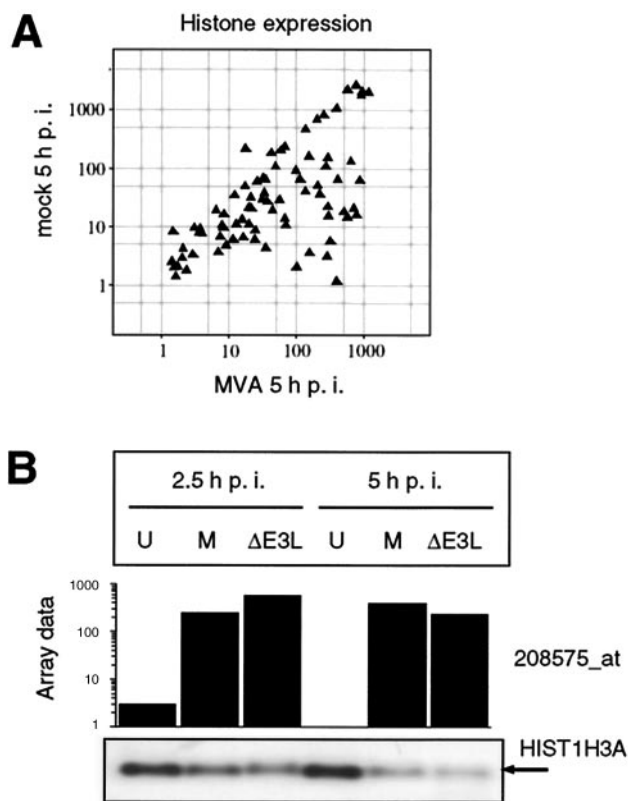 A
Histone expression
mock 5 h p. i.
1000
100
10
1
1 10 100 1000
MVA 5 h p. i.
B
2.5 h p. i. 5 h p. i.
U M ΔE3L U M ΔE3L
Array data
1000
100
10
1
208575_at
HIST1H3A